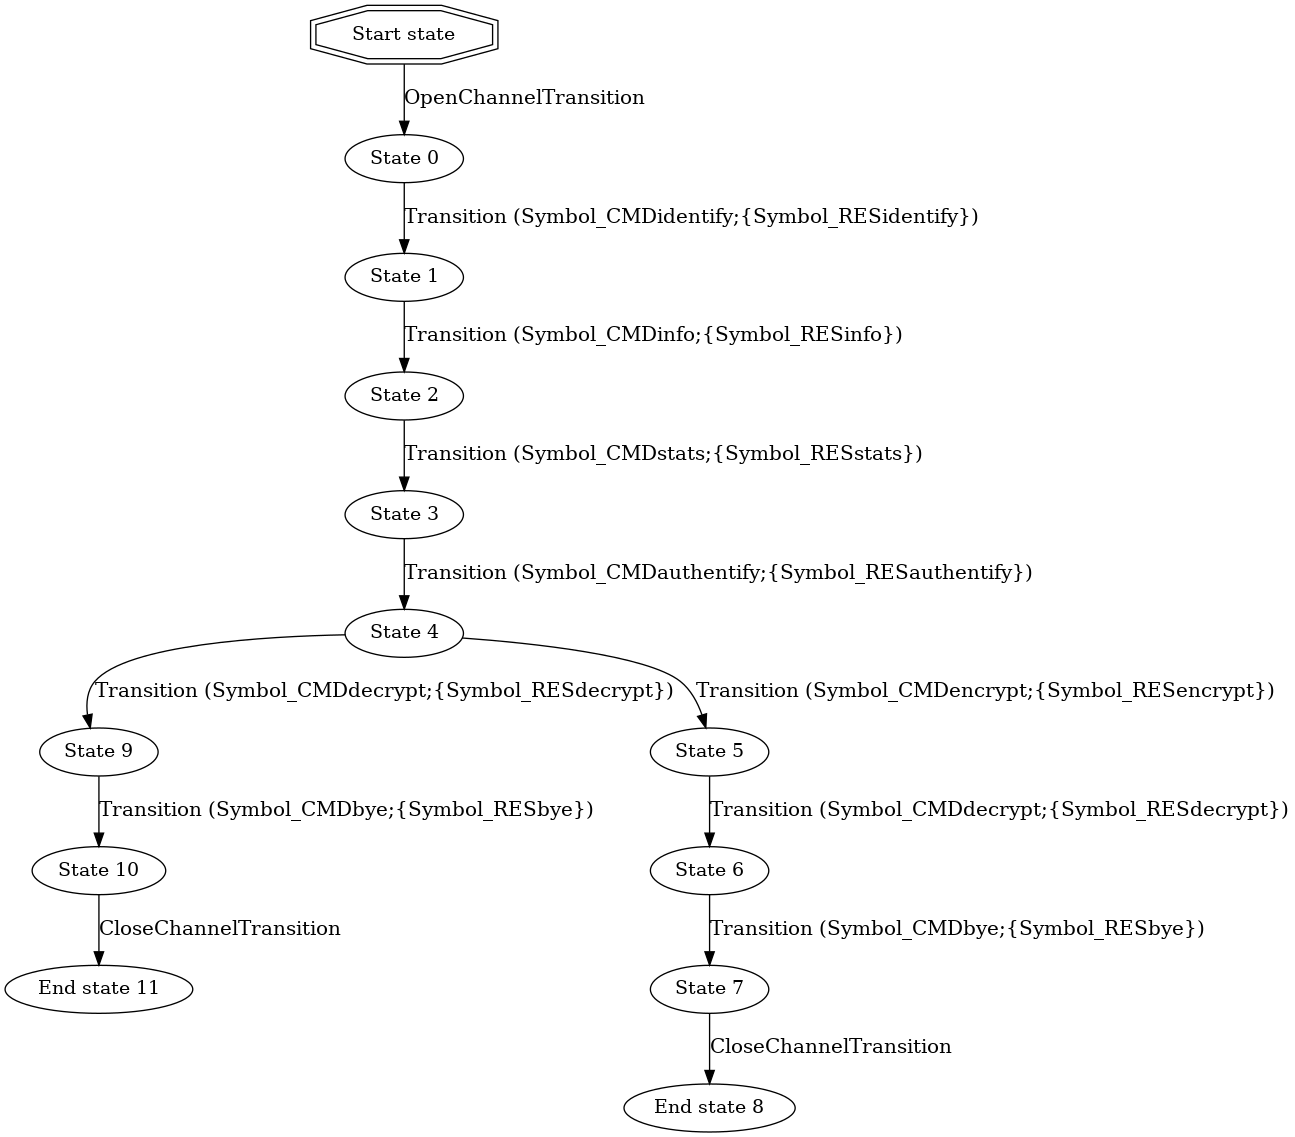 Start state
OpenChannelTransition
State 0
Transition (Symbol_CMDidentify;{Symbol_RESidentify})
State 1
Transition (Symbol_CMDinfo;{Symbol_RESinfo})
State 2
Transition (Symbol_CMDstats;{Symbol_RESstats})
State 3
Transition (Symbol_CMDauthentify;{Symbol_RESauthentify})
State 4
Transition (Symbol_CMDdecrypt;{Symbol_RESdecrypt})
Transition (Symbol_CMDencrypt;{Symbol_RESencrypt})
State 9
State 5
Transition (Symbol_CMDbye;{Symbol_RESbye})
Transition (Symbol_CMDdecrypt;{Symbol_RESdecrypt})
State 10
State 6
CloseChannelTransition
Transition (Symbol_CMDbye;{Symbol_RESbye})
End state 11
State 7
CloseChannelTransition
End state 8